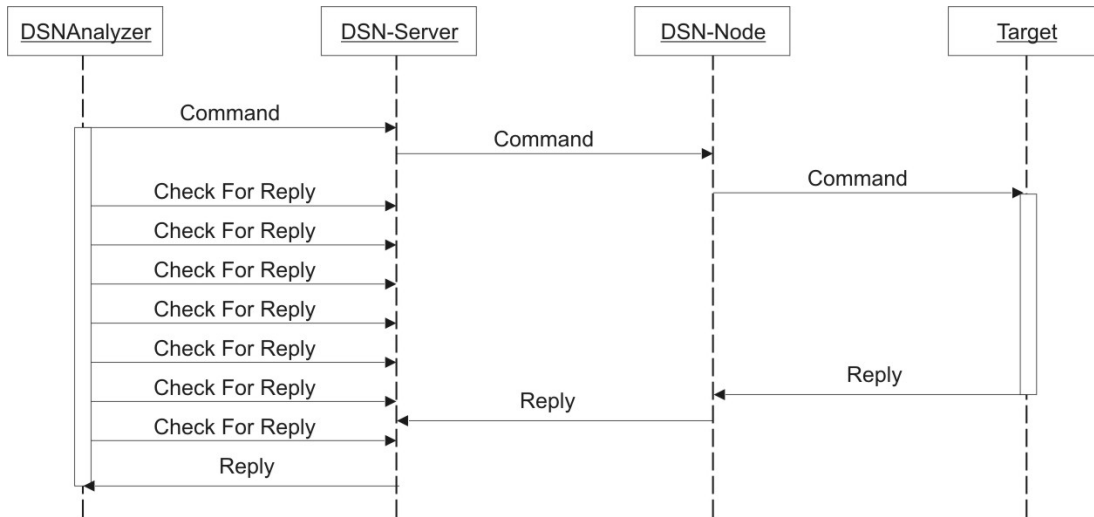 DSNAnalyzer
DSN-Server
DSN-Node
Target
Command
Command
Command
Check For Reply
Check For Reply
Check For Reply
Check For Reply
Check For Reply
Check For Reply
Reply
Reply
Check For Reply
Reply